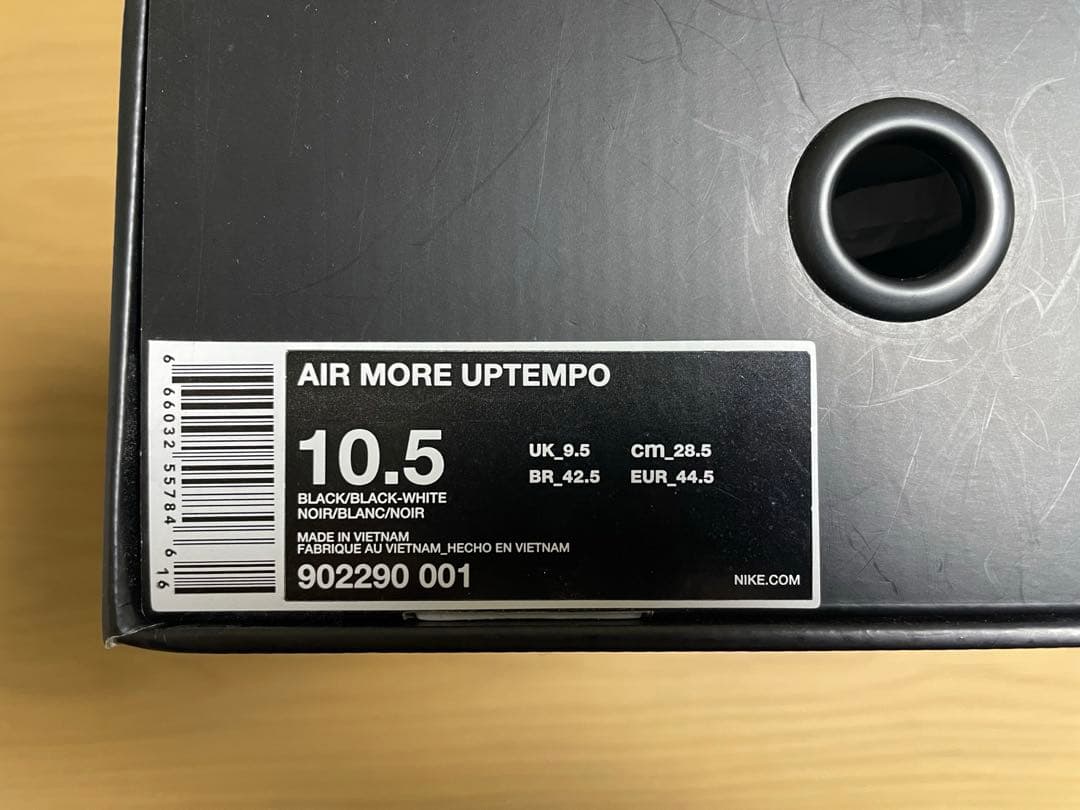 AIR MORE UPTEMPO
10.5
UK_9.5 cm_28.5
BR_42.5 EUR_44.5
BLACK/BLACK-WHITE
NOIR/BLANC/NOIR
MADE IN VIETNAM
FABRIQUE AU VIETNAM_HECHO EN VIETNAM
902290 001
NIKE.COM
6 66032 55784 6 16